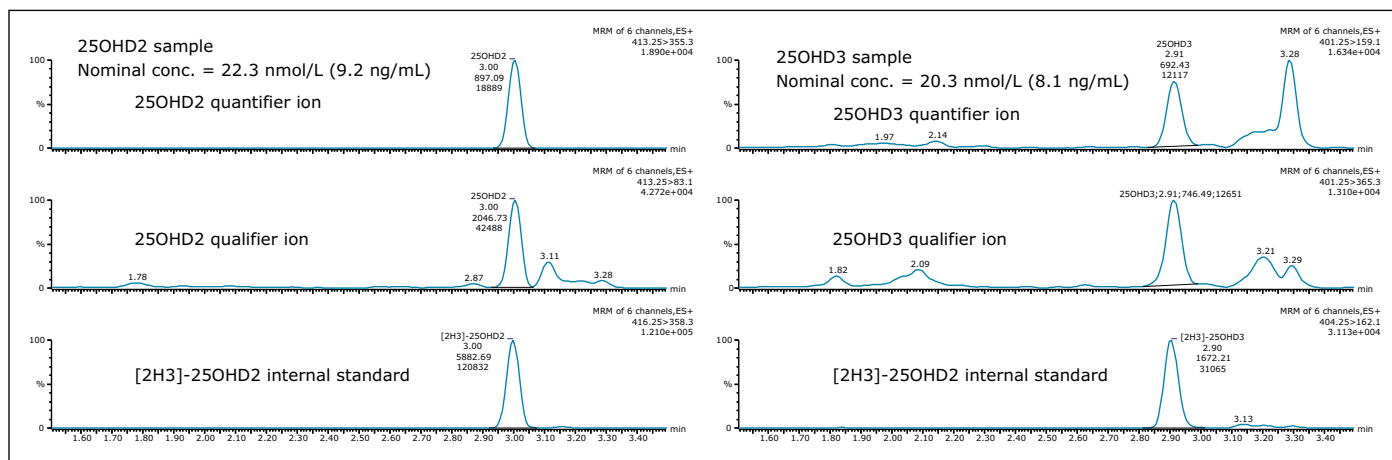 25OHD2 sample
Nominal conc. = 22.3 nmol/L (9.2 ng/mL)
25OHD2 quantifier ion
MRM of 6 channels,ES+
413.25>355.3
1.890e+004
25OHD2
3.00
897.09
18889
100
%
0
min
25OHD2 qualifier ion
MRM of 6 channels,ES+
413.25>83.1
4.272e+004
25OHD2
3.00
2046.73
42488
100
%
0
1.78
2.87
3.11
3.28
min
[2H3]-25OHD2 internal standard
MRM of 6 channels,ES+
416.25>358.3
1.210e+005
[2H3]-25OHD2
3.00
5882.69
120832
100
%
0
min
1.60 1.70 1.80 1.90 2.00 2.10 2.20 2.30 2.40 2.50 2.60 2.70 2.80 2.90 3.00 3.10 3.20 3.30 3.40
25OHD3 sample
Nominal conc. = 20.3 nmol/L (8.1 ng/mL)
25OHD3 quantifier ion
MRM of 6 channels,ES+
401.25>159.1
1.634e+004
25OHD3
2.91
692.43
12117
3.28
100
%
0
1.97
2.14
min
25OHD3 qualifier ion
MRM of 6 channels,ES+
401.25>365.3
1.310e+004
25OHD3;2.91;746.49;12651
100
%
0
1.82
2.09
3.21
3.29
min
[2H3]-25OHD2 internal standard
MRM of 6 channels,ES+
404.25>162.1
3.113e+004
[2H3]-25OHD3
2.90
1672.21
31065
100
%
0
3.13
min
1.60 1.70 1.80 1.90 2.00 2.10 2.20 2.30 2.40 2.50 2.60 2.70 2.80 2.90 3.00 3.10 3.20 3.30 3.40